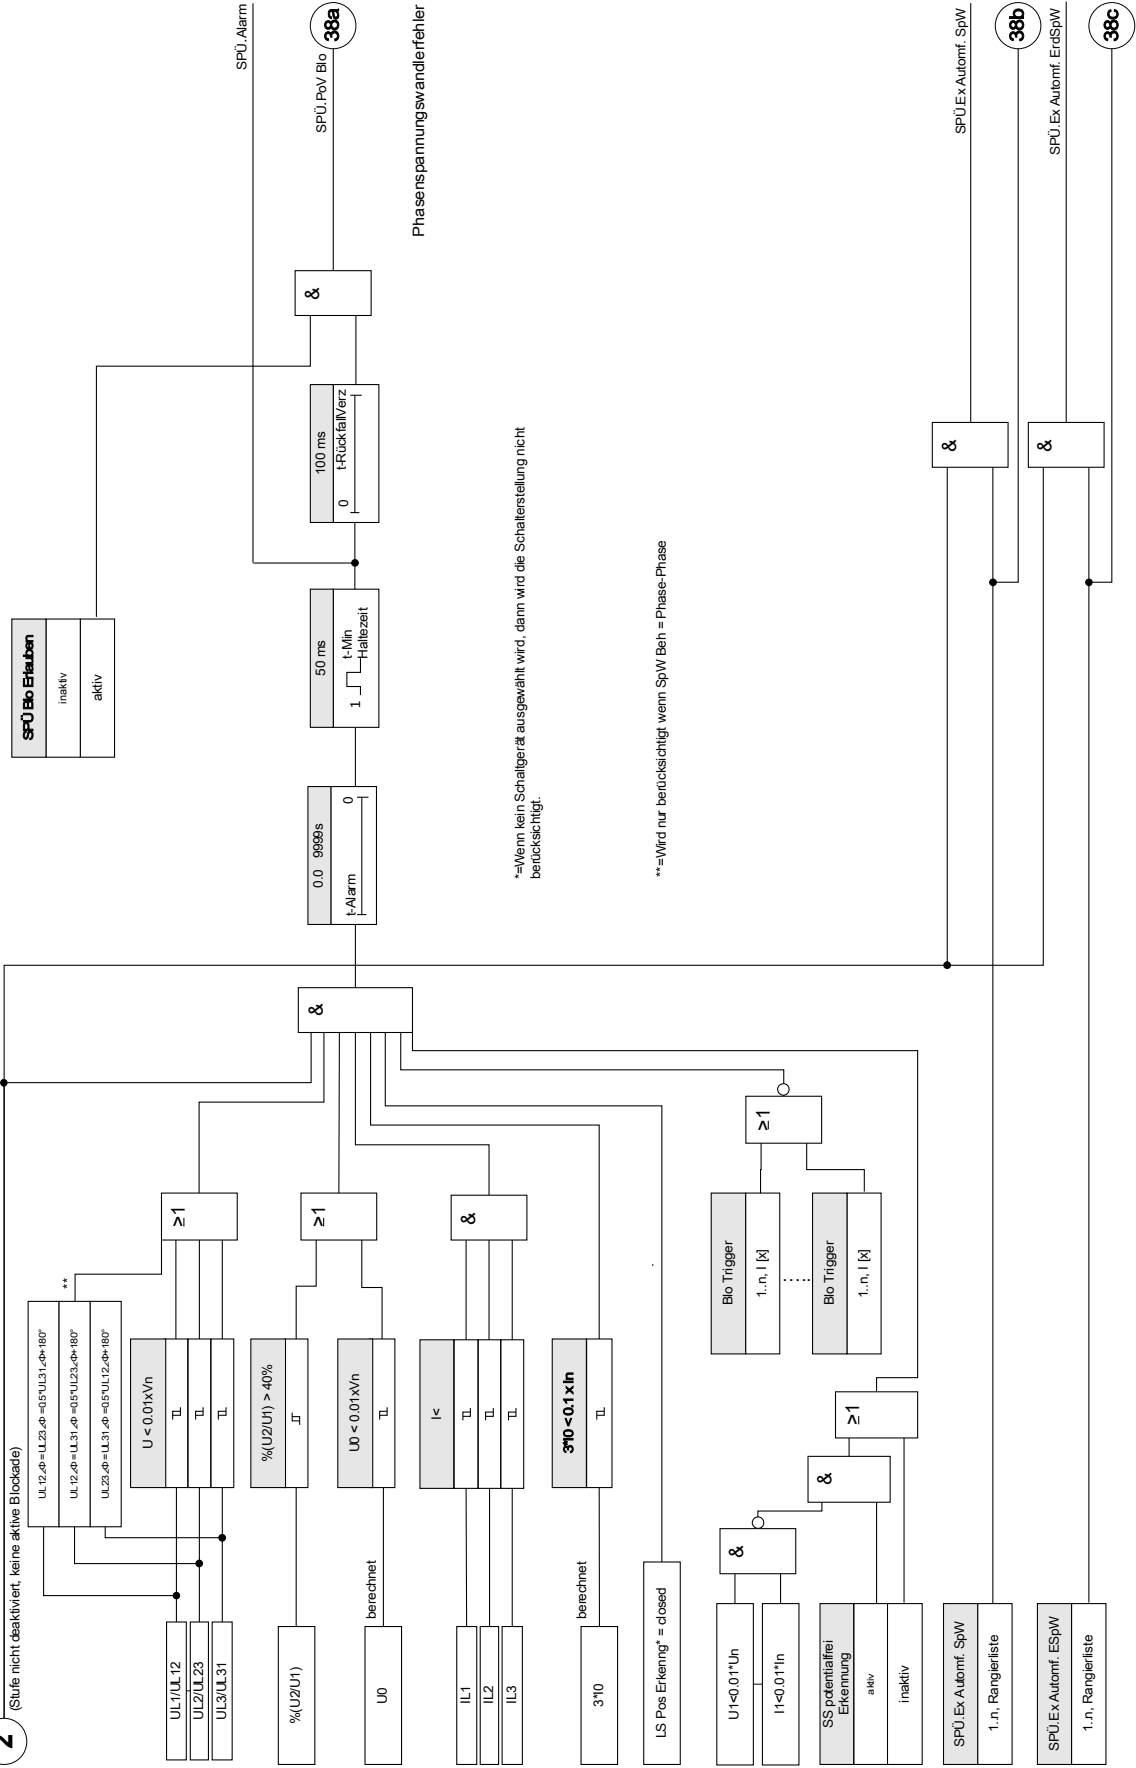 2
(Stufe nicht deaktiviert, keine aktive Blockade)
UL12∠Φ=UL23∠Φ=0.5*UL31∠Φ+180°
UL12∠Φ=UL31∠Φ=0.5*UL23∠Φ+180°
UL23∠Φ=UL31∠Φ=0.5*UL12∠Φ+180°
**
UL1/UL12
UL2/UL23
UL3/UL31
U < 0.01xVn
≥1
%(U2/U1)
%(U2/U1) > 40%
≥1
U0
berechnet
U0 < 0.01xVn
IL1
IL2
IL3
I<
&
3*I0
berechnet
3*I0 < 0.1 x In
LS Pos Erkenng* = closed
U1<0.01*Un
I1<0.01*In
&
SS potentialfrei
Erkennung
aktiv
inaktiv
&
≥1
Blo Trigger
1..n, I [x]
.....
Blo Trigger
1..n, I [x]
≥1
&
0.0 9999s
t-Alarm
0
50 ms
1
t-Min
Haltezeit
100 ms
0
t-RückfallVerz
SPÜ Blo Erlauben
inaktiv
aktiv
&
SPÜ.Alarm
SPÜ.PoV Blo
38a
Phasenspannungswandlerfehler
*=Wenn kein Schaltgerät ausgewählt wird, dann wird die Schalterstellung nicht
berücksichtigt.
**=Wird nur berücksichtigt wenn SpW Beh = Phase-Phase
SPÜ.Ex Automf. SpW
1..n, Rangierliste
&
SPÜ.Ex Automf. SpW
38b
SPÜ.Ex Automf. ESpW
1..n, Rangierliste
&
SPÜ.Ex Automf. ErdSpW
38c